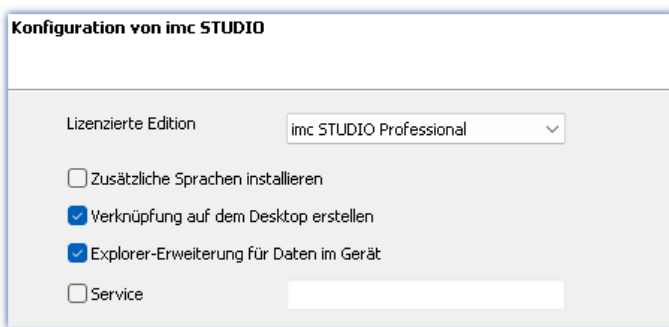 Konfiguration von imc STUDIO
Lizenzierte Edition
imc STUDIO Professional
Zusätzliche Sprachen installieren
Verknüpfung auf dem Desktop erstellen
Explorer-Erweiterung für Daten im Gerät
Service